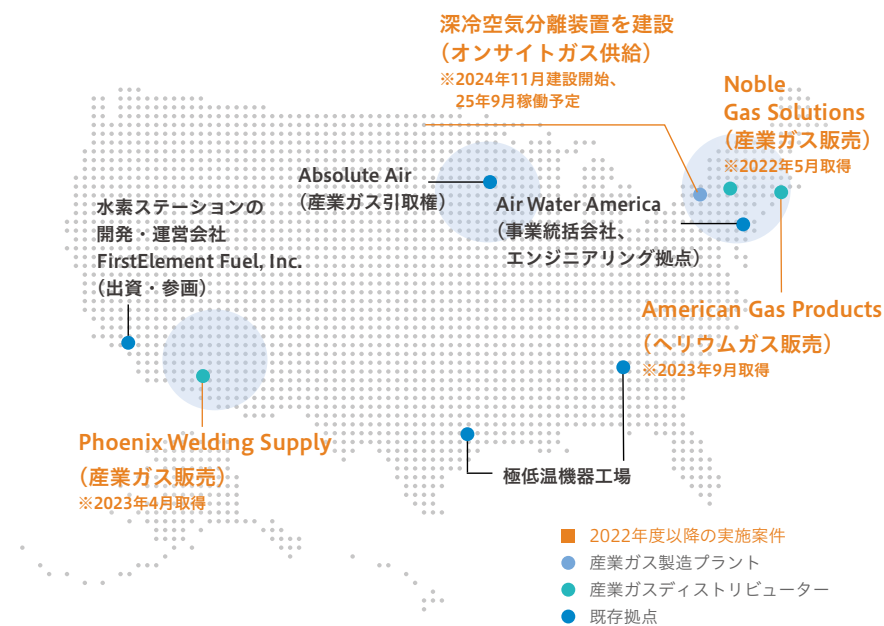 深冷空気分離装置を建設
（オンサイトガス供給）
※2024年11月建設開始、
25年9月稼働予定
Noble
Gas Solutions
（産業ガス販売）
※2022年5月取得
Absolute Air
（産業ガス引取権）
Air Water America
（事業統括会社、
エンジニアリング拠点）
水素ステーションの
開発・運営会社
FirstElement Fuel, Inc.
（出資・参画）
American Gas Products
（ヘリウムガス販売）
※2023年9月取得
Phoenix Welding Supply
（産業ガス販売）
※2023年4月取得
極低温機器工場
2022年度以降の実施案件
産業ガス製造プラント
産業ガスディストリビューター
既存拠点